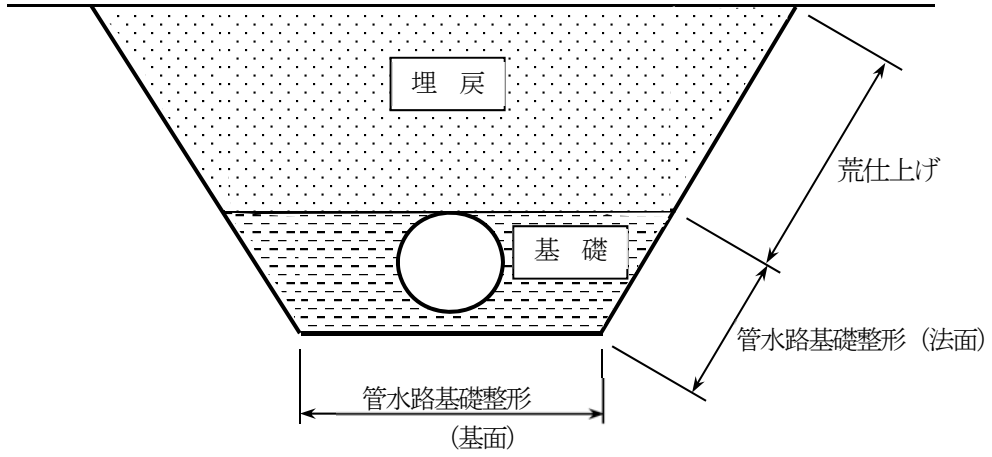 埋　戻
荒仕上げ
基　礎
管水路基礎整形（法面）
管水路基礎整形
（基面）